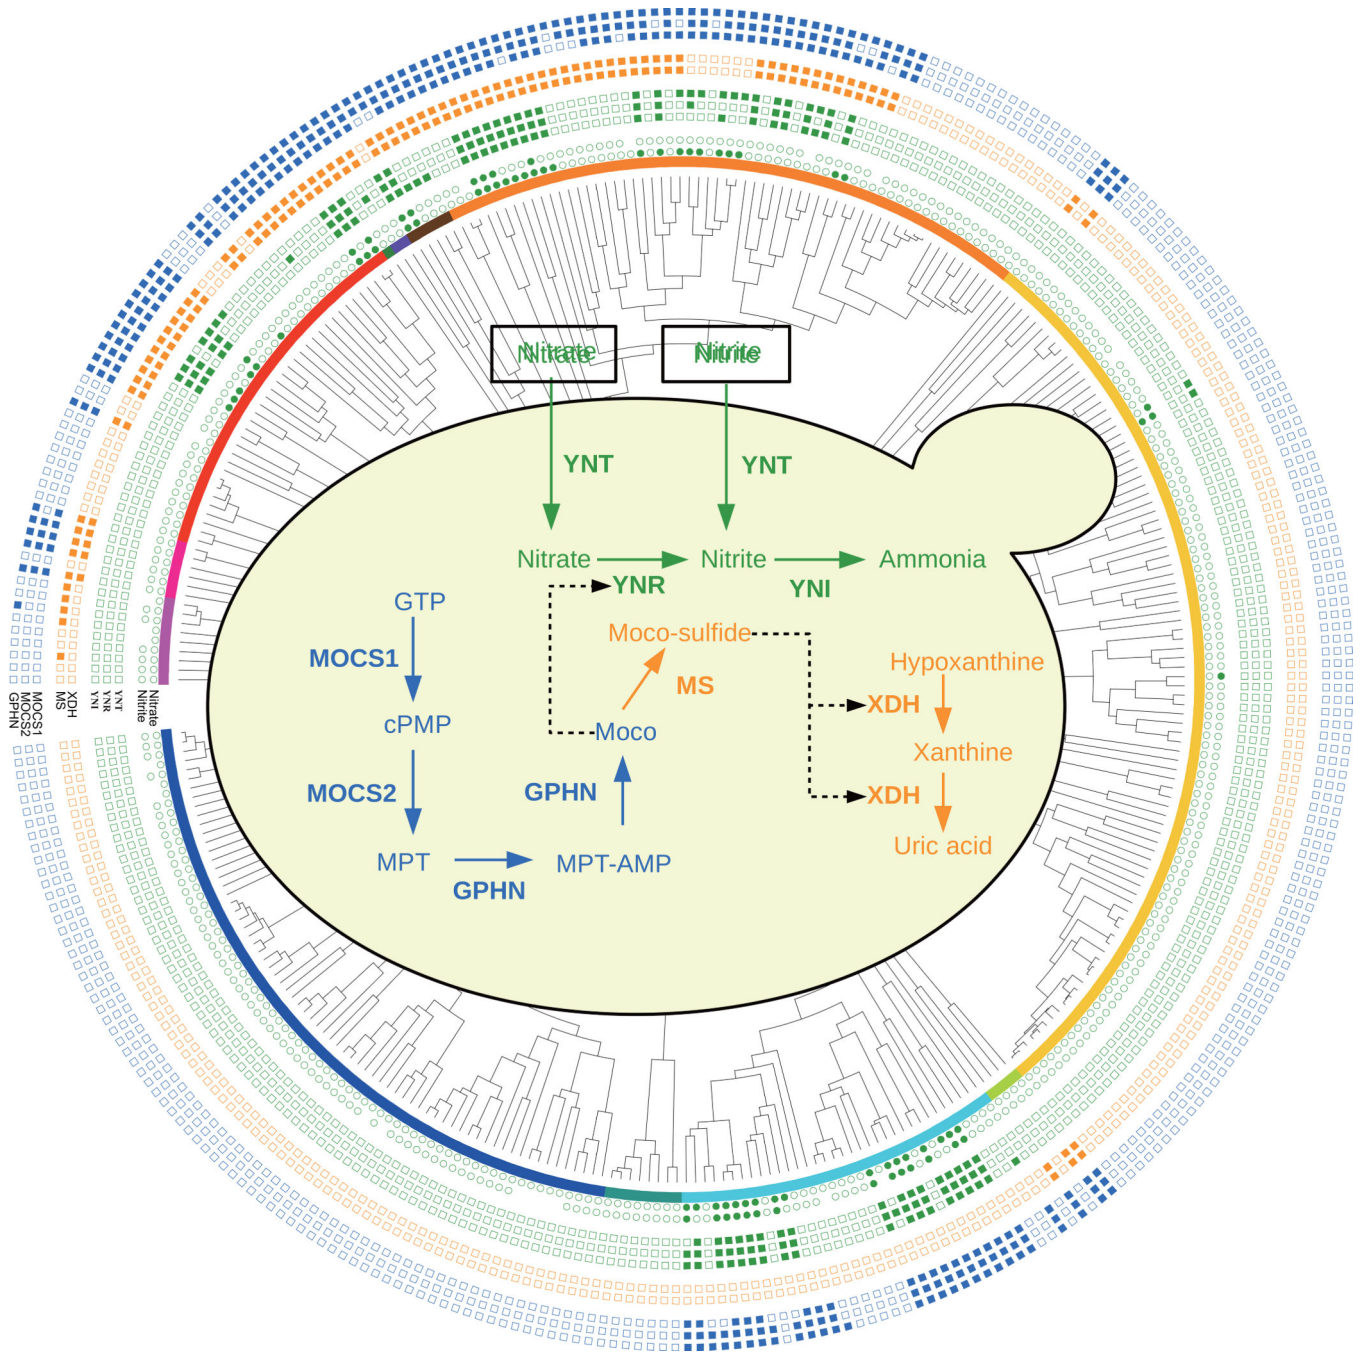 Nitrate
Nitrite
YNT
YNT
Nitrate
Nitrite
Ammonia
YNR
YNI
GTP
Moco-sulfide
MOCS1
MS
Hypoxanthine
XDH
cPMP
Moco
Xanthine
MOCS2
GPHN
XDH
Uric acid
MPT
MPT-AMP
GPHN
GPHN
MOCS2
MOCS1
MS
XDH
YNI
YNR
YNT
Nitrite
Nitrate